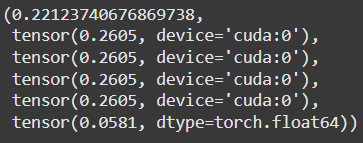 (0.22123740676869738,
 tensor(0.2605, device='cuda:0'),
 tensor(0.2605, device='cuda:0'),
 tensor(0.2605, device='cuda:0'),
 tensor(0.2605, device='cuda:0'),
 tensor(0.0581, dtype=torch.float64))